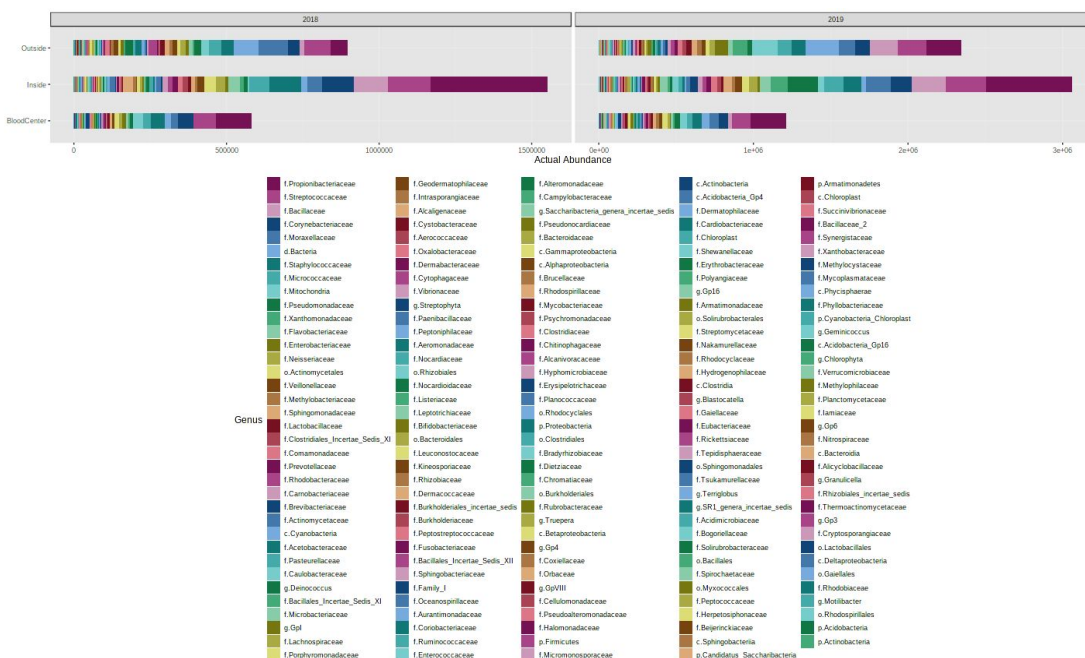 2018
2019
Outside
Inside
BloodCenter
0
500000
1000000
1500000
0e+00
1e+06
2e+06
3e+06
Actual Abundance
Genus
f.Propionibacteriaceae
f.Streptococcaceae
f.Bacillaceae
f.Corynebacteriaceae
f.Moraxellaceae
d.Bacteria
f.Staphylococcaceae
f.Micrococcaceae
f.Mitochondria
f.Pseudomonadaceae
f.Xanthomonadaceae
f.Flavobacteriaceae
f.Enterobacteriaceae
f.Neisseriaceae
o.Actinomycetales
f.Veillonellaceae
f.Methylobacteriaceae
f.Sphingomonadaceae
f.Lactobacillaceae
f.Clostridiales_Incertae_Sedis_XI
f.Comamonadaceae
f.Prevotellaceae
f.Rhodobacteraceae
f.Carnobacteriaceae
f.Brevibacteriaceae
f.Actinomycetaceae
c.Cyanobacteria
f.Acetobacteraceae
f.Pasteurellaceae
f.Caulobacteraceae
g.Deinococcus
f.Bacillales_Incertae_Sedis_XI
f.Microbacteriaceae
g.GpI
f.Lachnospiraceae
f.Porphyromonadaceae
f.Geodermatophilaceae
f.Intrasporangiaceae
f.Alcaligenaceae
f.Cystobacteraceae
f.Aerococcaceae
f.Oxalobacteraceae
f.Dermabacteraceae
f.Cytophagaceae
f.Vibrionaceae
g.Streptophyta
f.Paenibacillaceae
f.Peptoniphilaceae
f.Aeromonadaceae
f.Nocardiaceae
o.Rhizobiales
f.Nocardioidaceae
f.Listeriaceae
f.Leptotrichiaceae
f.Bifidobacteriaceae
o.Bacteroidales
f.Leuconostocaceae
f.Kineosporiaceae
f.Rhizobiaceae
f.Dermacoccaceae
f.Burkholderiales_incertae_sedis
f.Burkholderiaceae
f.Peptostreptococcaceae
f.Fusobacteriaceae
f.Bacillales_Incertae_Sedis_XII
f.Sphingobacteriaceae
f.Family_I
f.Oceanospirillaceae
f.Aurantimonadaceae
f.Coriobacteriaceae
f.Ruminococcaceae
f.Enterococcaceae
f.Alteromonadaceae
f.Campylobacteraceae
g.Saccharibacteria_genera_incertae_sedis
f.Pseudonocardiaceae
f.Bacteroidaceae
c.Gammaproteobacteria
c.Alphaproteobacteria
f.Brucellaceae
f.Rhodospirillaceae
f.Mycobacteriaceae
f.Psychromonadaceae
f.Clostridiaceae
f.Chitinophagaceae
f.Alcanivoracaceae
f.Hyphomicrobiaceae
f.Erysipelotrichaceae
f.Planococcaceae
o.Rhodocyclales
p.Proteobacteria
o.Clostridiales
f.Bradyrhizobiaceae
f.Dietziaceae
f.Chromatiaceae
o.Burkholderiales
f.Rubrobacteraceae
g.Truepera
c.Betaproteobacteria
g.Gp4
f.Coxiellaceae
f.Orbaceae
g.GpVIII
f.Cellulomonadaceae
f.Pseudoalteromonadaceae
f.Halomonadaceae
p.Firmicutes
f.Micromonosporaceae
c.Actinobacteria
c.Acidobacteria_Gp4
f.Dermatophilaceae
f.Cardiobacteriaceae
f.Chloroplast
f.Shewanellaceae
f.Erythrobacteraceae
f.Polyangiaceae
g.Gp16
f.Armatimonadaceae
o.Solirubrobacterales
f.Streptomycetaceae
f.Nakamurellaceae
f.Rhodocyclaceae
f.Hydrogenophilaceae
c.Clostridia
g.Blastocatella
f.Gaiellaceae
f.Eubacteriaceae
f.Rickettsiaceae
f.Tepidisphaeraceae
o.Sphingomonadales
f.Tsukamurellaceae
g.Terriglobus
g.SR1_genera_incertae_sedis
f.Acidimicrobiaceae
f.Bogoriellaceae
f.Solirubrobacteraceae
o.Bacillales
f.Spirochaetaceae
o.Myxococcales
f.Peptococcaceae
f.Herpetosiphonaceae
f.Beijerinckiaceae
c.Sphingobacteriia
p.Candidatus_Saccharibacteria
p.Armatimonadetes
c.Chloroplast
f.Succinivibrionaceae
f.Bacillaceae_2
f.Synergistaceae
f.Xanthobacteraceae
f.Methylocystaceae
f.Mycoplasmataceae
c.Phycisphaerae
f.Phyllobacteriaceae
p.Cyanobacteria_Chloroplast
g.Geminicoccus
c.Acidobacteria_Gp16
g.Chlorophyta
f.Verrucomicrobiaceae
f.Methylophilaceae
f.Planctomycetaceae
f.Iamiaceae
g.Gp6
f.Nitrospiraceae
c.Bacteroidia
f.Alicyclobacillaceae
g.Granulicella
f.Rhizobiales_incertae_sedis
f.Thermoactinomycetaceae
g.Gp3
f.Cryptosporangiaceae
o.Lactobacillales
c.Deltaproteobacteria
o.Gaiellales
f.Rhodobiaceae
g.Motilibacter
o.Rhodospirillales
p.Acidobacteria
p.Actinobacteria